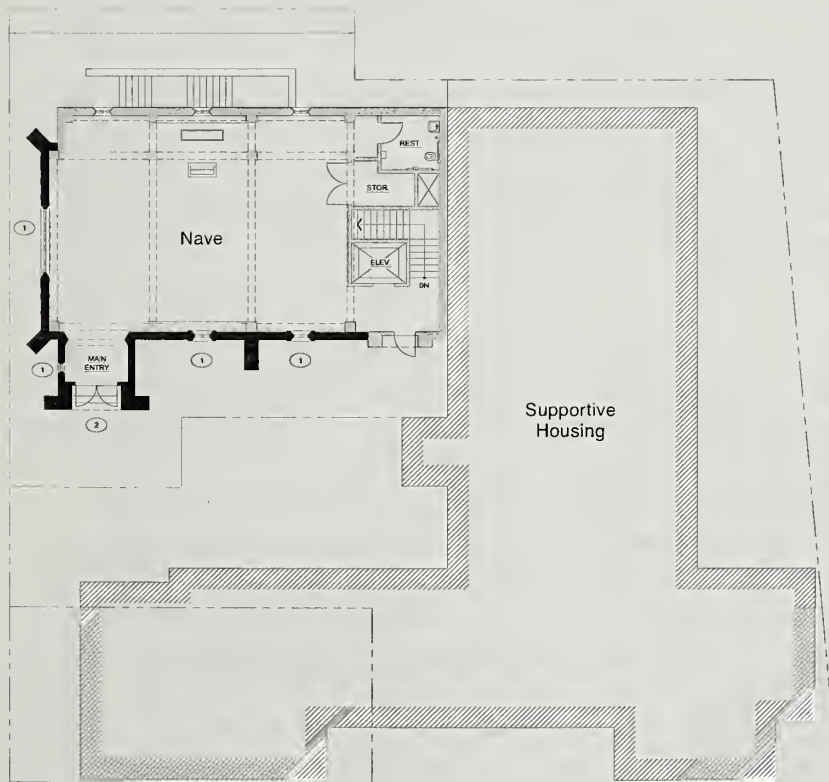 REST
STOR.
1
Nave
ELEV.
DN
MAIN
ENTRY
1
1
1
2
Supportive
Housing